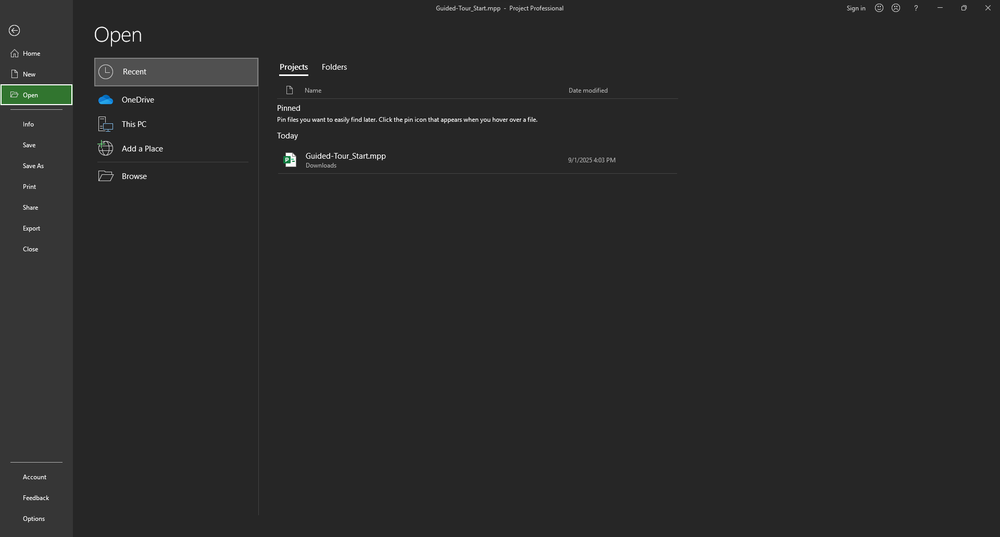 Guided-Tour_Start.mpp - Project Professional
Sign in
?
Home
New
Open
Info
Save
Save As
Print
Share
Export
Close
Account
Feedback
Options
Open
Recent
OneDrive
This PC
Add a Place
Browse
Projects Folders
Name Date modified
Pinned
Pin files you want to easily find later. Click the pin icon that appears when you hover over a file.
Today
P
Guided-Tour_Start.mpp
Downloads
9/1/2025 4:03 PM